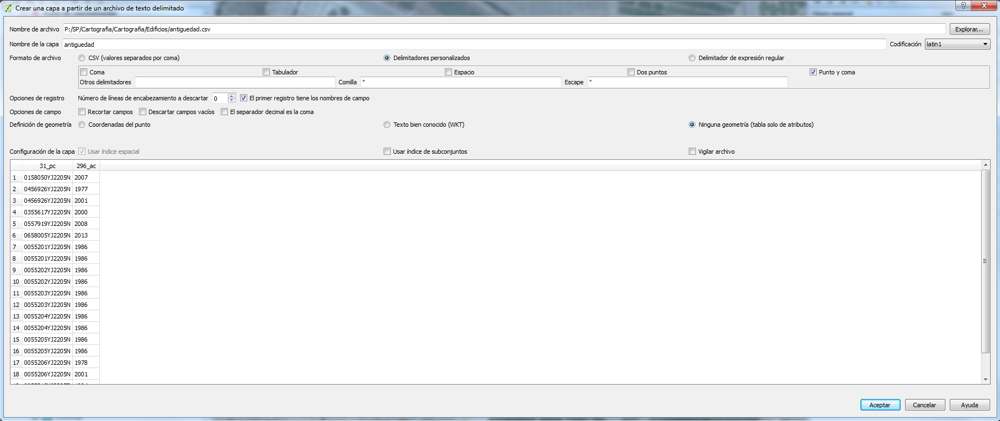 Crear una capa a partir de un archivo de texto delimitado
Nombre de archivo P:/SP/Cartografia/Cartografia/Edificios/antiguedad.csv Explorar...
Nombre de la capa antiguedad Codificación latin1
Formato de archivo CSV (valores separados por coma) Delimitadores personalizados Delimitador de expresión regular
Coma Tabulador Espacio Dos puntos Punto y coma
Otros delimitadores Comilla " Escape "
Opciones de registro Número de líneas de encabezamiento a descartar 0 El primer registro tiene los nombres de campo
Opciones de campo Recortar campos Descartar campos vacíos El separador decimal es la coma
Definición de geometría Coordenadas del punto Texto bien conocido (WKT) Ninguna geometría (tabla solo de atributos)
Configuración de la capa Usar índice espacial Usar índice de subconjuntos Vigilar archivo
31_pc 296_ac
1 0158050YJ2205N 2007
2 0456926YJ2205N 1977
3 0456926YJ2205N 2001
4 0355617YJ2205N 2000
5 0557919YJ2205N 2008
6 0658005YJ2205N 2013
7 0055201YJ2205N 1986
8 0055201YJ2205N 1986
9 0055202YJ2205N 1986
10 0055202YJ2205N 1986
11 0055203YJ2205N 1986
12 0055203YJ2205N 1986
13 0055204YJ2205N 1986
14 0055204YJ2205N 1986
15 0055205YJ2205N 1986
16 0055205YJ2205N 1986
17 0055206YJ2205N 1978
18 0055206YJ2205N 2001
Aceptar Cancelar Ayuda